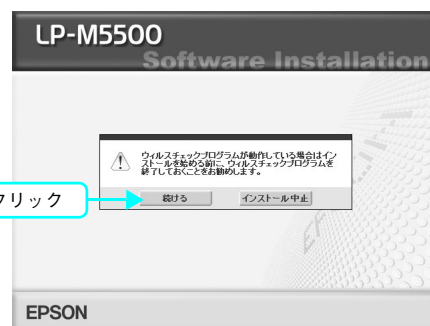 LP-M5500
Software Installation
ウィルスチェックプログラムが動作している場合はイン
ストールを始める前に、ウィルスチェックプログラムを
終了しておくことをお勧めします。
続ける
インストール中止
リック
EPSON